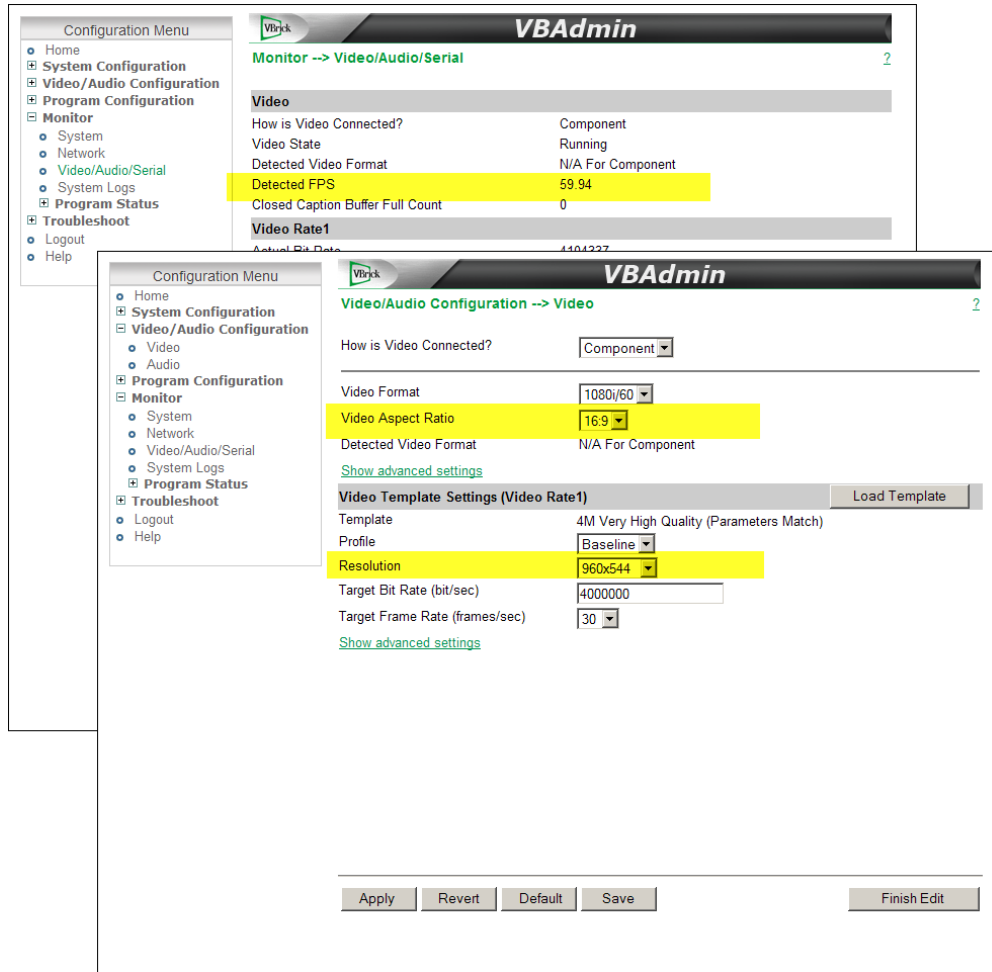 Configuration Menu
Home
System Configuration
Video/Audio Configuration
Program Configuration
Monitor
System
Network
Video/Audio/Serial
System Logs
Program Status
Troubleshoot
Logout
Help
VBrick
VBAdmin
Monitor --> Video/Audio/Serial
?
Video
How is Video Connected? Component
Video State Running
Detected Video Format N/A For Component
Detected FPS 59.94
Closed Caption Buffer Full Count 0
Video Rate1
Actual Bit Rate 4104337
Configuration Menu
Home
System Configuration
Video/Audio Configuration
Video
Audio
Program Configuration
Monitor
System
Network
Video/Audio/Serial
System Logs
Program Status
Troubleshoot
Logout
Help
VBrick
VBAdmin
Video/Audio Configuration --> Video
?
How is Video Connected? Component
Video Format 1080i/60
Video Aspect Ratio 16:9
Detected Video Format N/A For Component
Show advanced settings
Video Template Settings (Video Rate1) Load Template
Template 4M Very High Quality (Parameters Match)
Profile Baseline
Resolution 960x544
Target Bit Rate (bit/sec) 4000000
Target Frame Rate (frames/sec) 30
Show advanced settings
Apply Revert Default Save Finish Edit